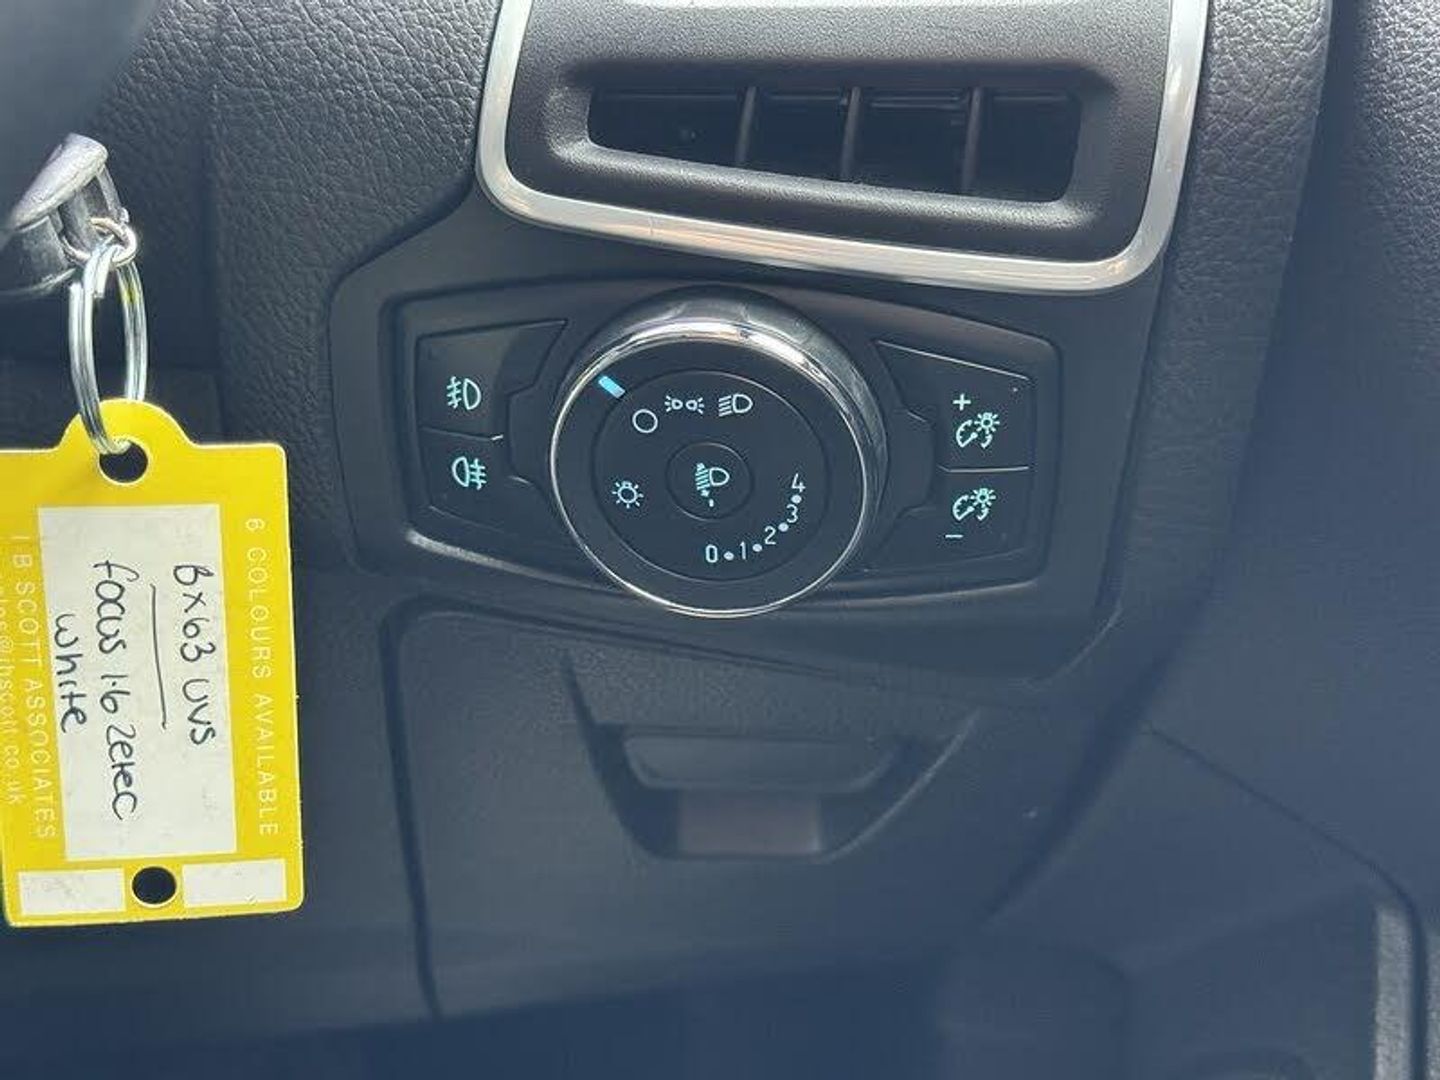 6 COLOURS AVAILABLE
BX63 UVS
focus 1.6 Zetec
white
B SCOTT ASSOCIATES
+
-
0 • 1 • 2 • 3 • 4